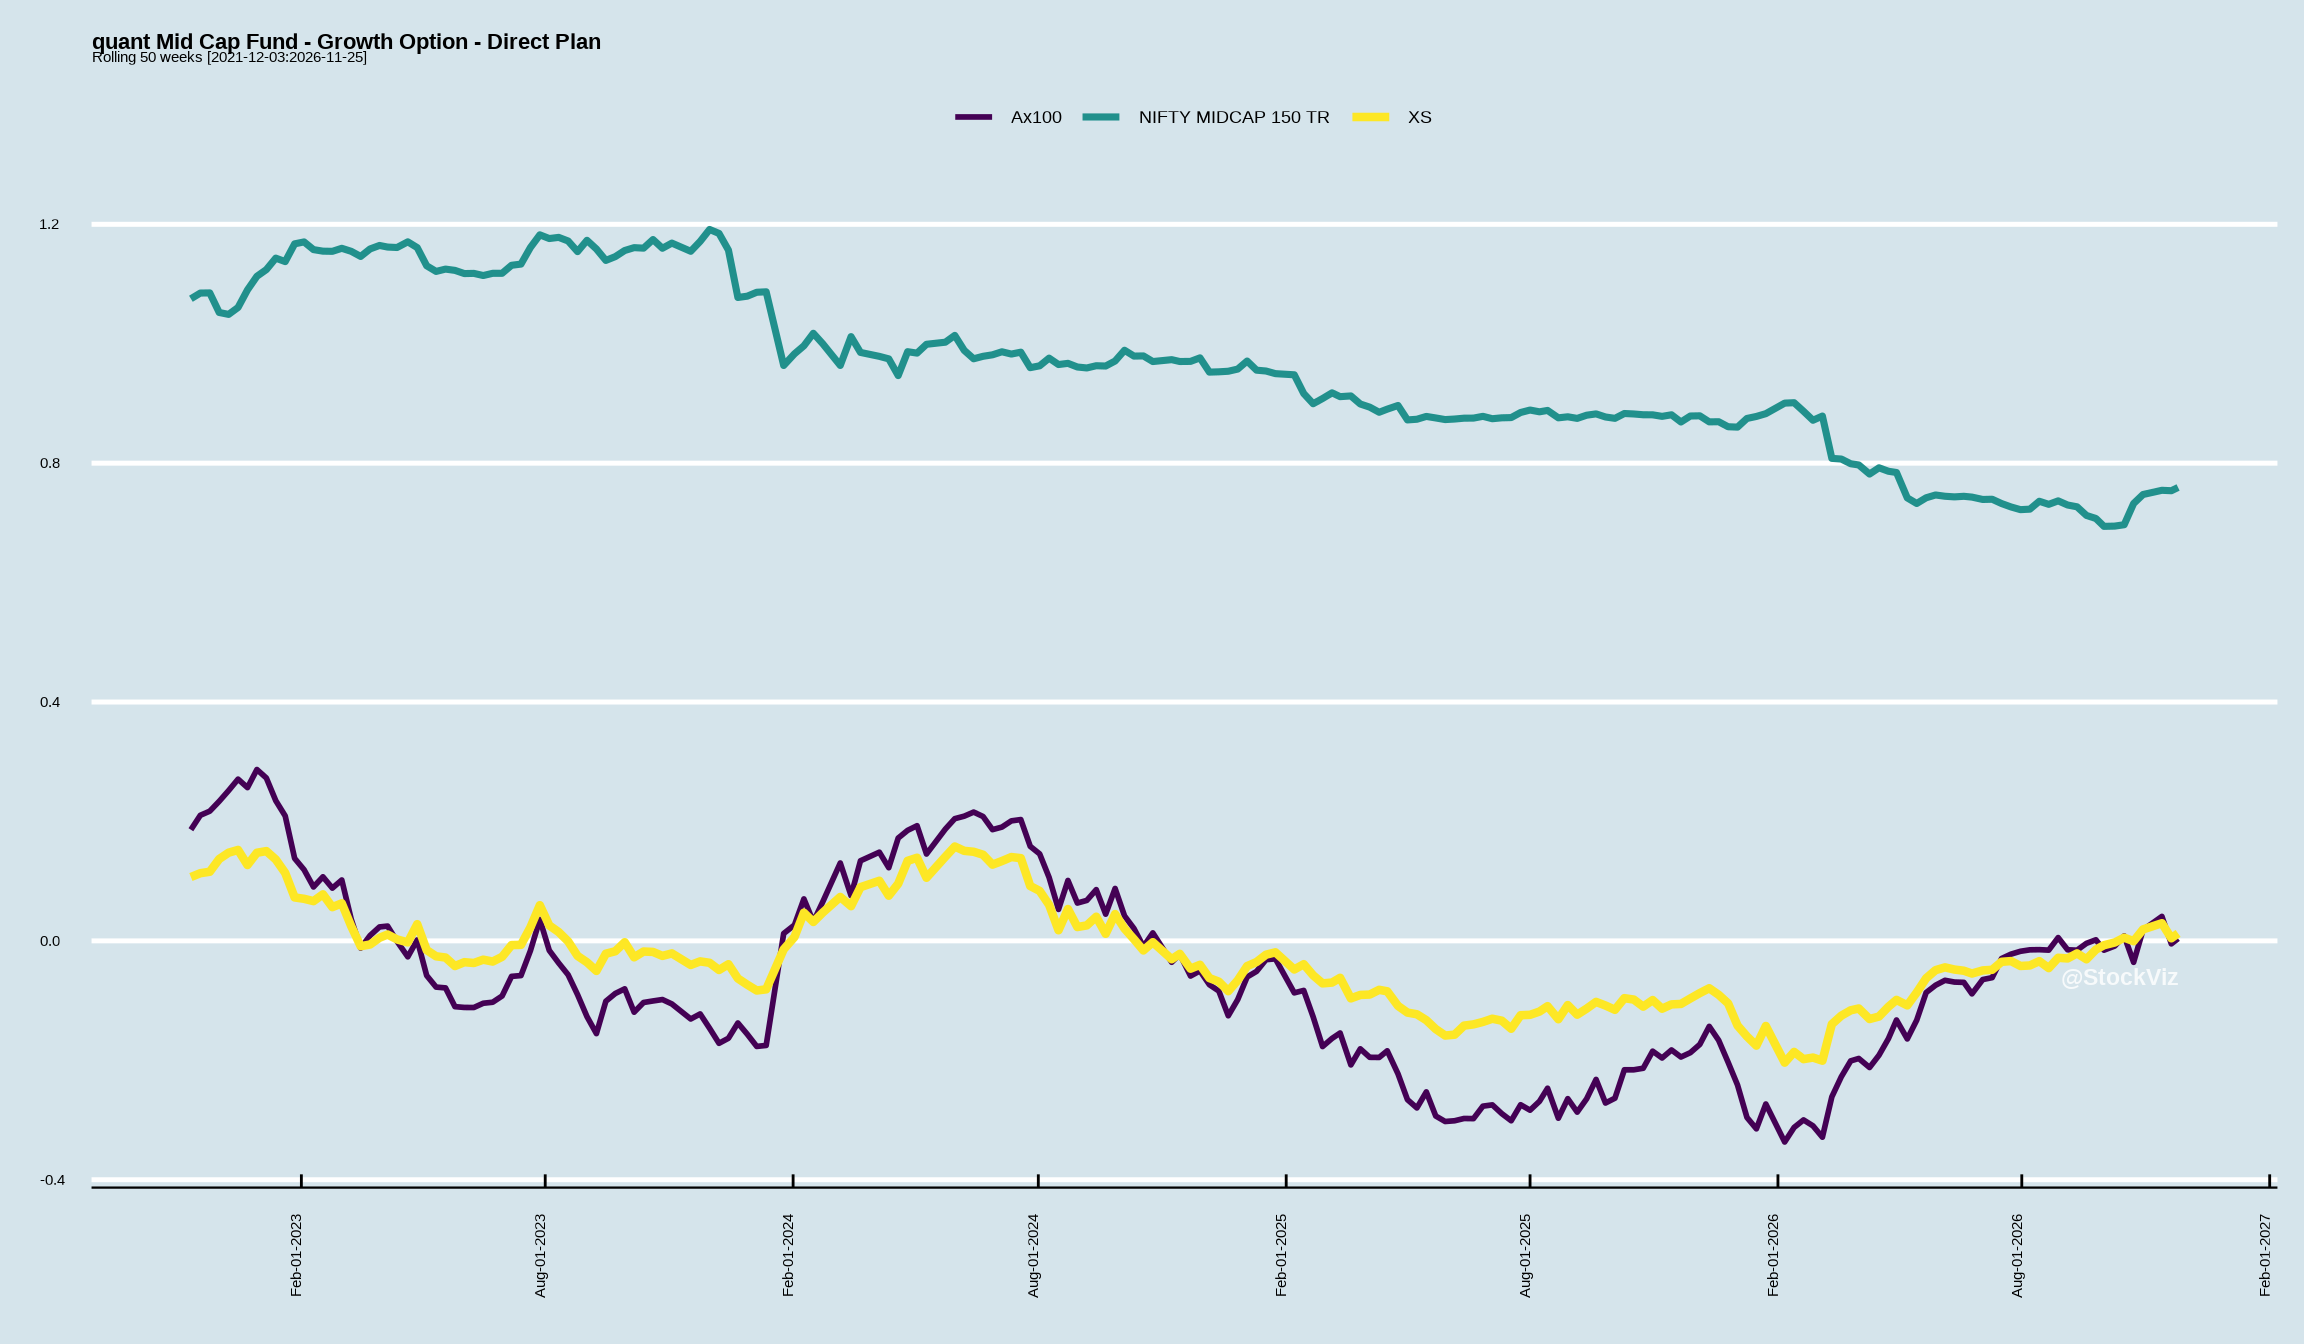 quant Mid Cap Fund - Growth Option - Direct Plan
Rolling 50 weeks [2021-12-03:2026-11-25]
Ax100 NIFTY MIDCAP 150 TR XS
1.2
0.8
0.4
0.0
@StockViz
-0.4
Feb-01-2023
Aug-01-2023
Feb-01-2024
Aug-01-2024
Feb-01-2025
Aug-01-2025
Feb-01-2026
Aug-01-2026
Feb-01-2027